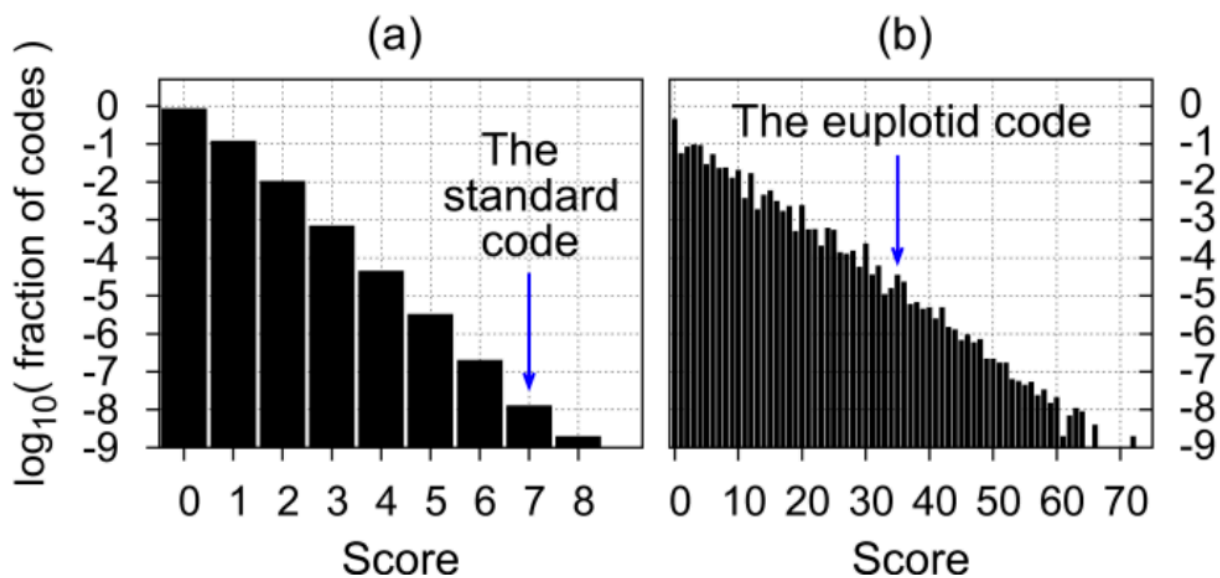 (a)
log10( fraction of codes )
0
-1
-2
-3
-4
-5
-6
-7
-8
-9
The
standard
code
0 1 2 3 4 5 6 7 8
Score
(b)
The euplotid code
0
-1
-2
-3
-4
-5
-6
-7
-8
-9
0 10 20 30 40 50 60 70
Score